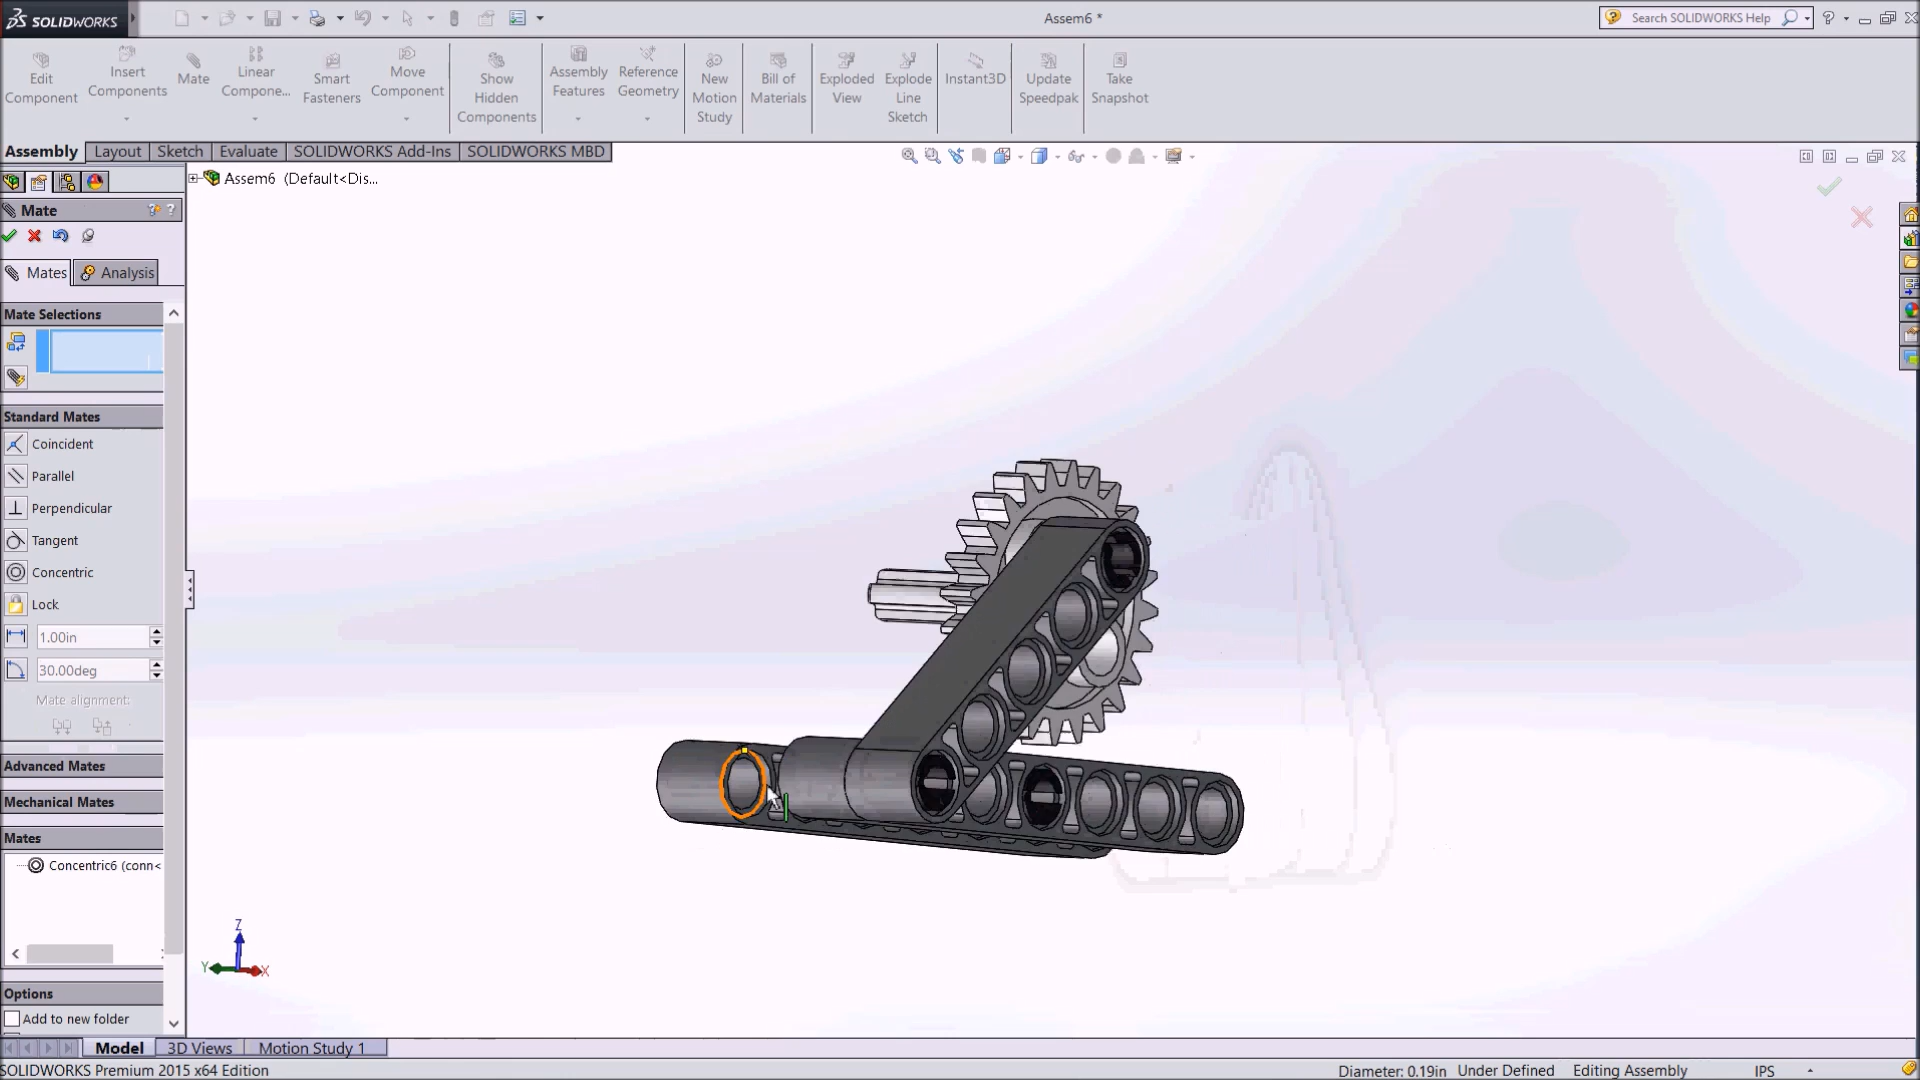 SOLIDWORKS
Assem6 *
Search SOLIDWORKS Help
Edit Component
Insert Components
Mate
Linear Compone...
Smart Fasteners
Move Component
Show Hidden Components
Assembly Features
Reference Geometry
New Motion Study
Bill of Materials
Exploded View
Explode Line Sketch
Instant3D
Update Speedpak
Take Snapshot
Assembly Layout Sketch Evaluate SOLIDWORKS Add-Ins SOLIDWORKS MBD
Assem6 (Default<Dis...
Mate
Mates Analysis
Mate Selections
Standard Mates
Coincident
Parallel
Perpendicular
Tangent
Concentric
Lock
1.00in
30.00deg
Mate alignment:
Advanced Mates
Mechanical Mates
Mates
Concentric6 (conn<
Z
Y X
Options
Add to new folder
Model 3D Views Motion Study 1
SOLIDWORKS Premium 2015 x64 Edition
Diameter: 0.19in Under Defined Editing Assembly IPS